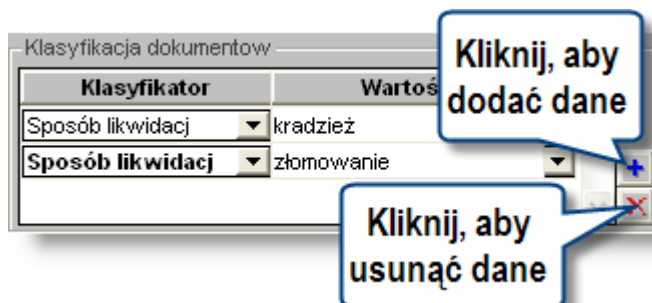 Klasyfikacja dokumentow
Kliknij, aby
dodać dane
Klasyfikator
Wartoś
Sposób likwidacj
kradzież
Sposób likwidacj
złomowanie
Kliknij, aby
usunąć dane